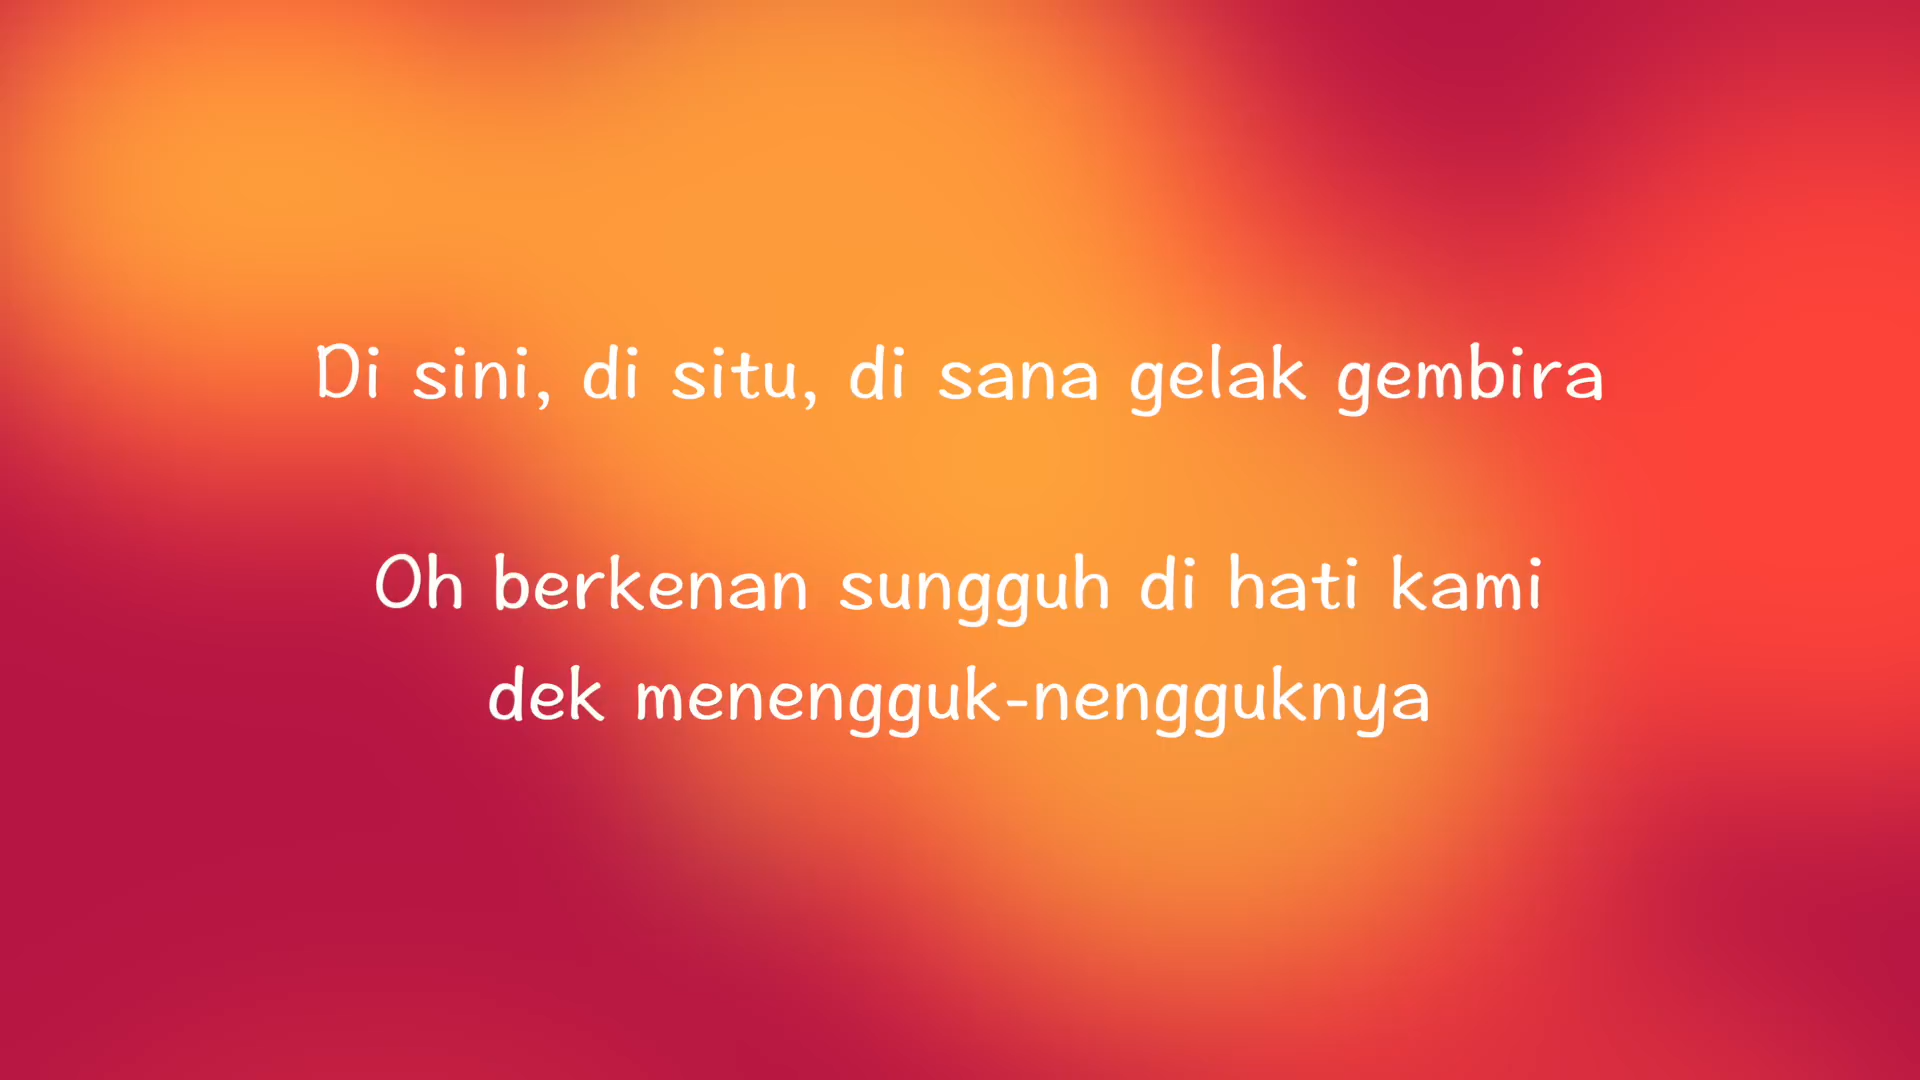 Di sini, di situ, di sana gelak gembira
Oh berkenan sungguh di hati kami
dek menengguk-nengguknya